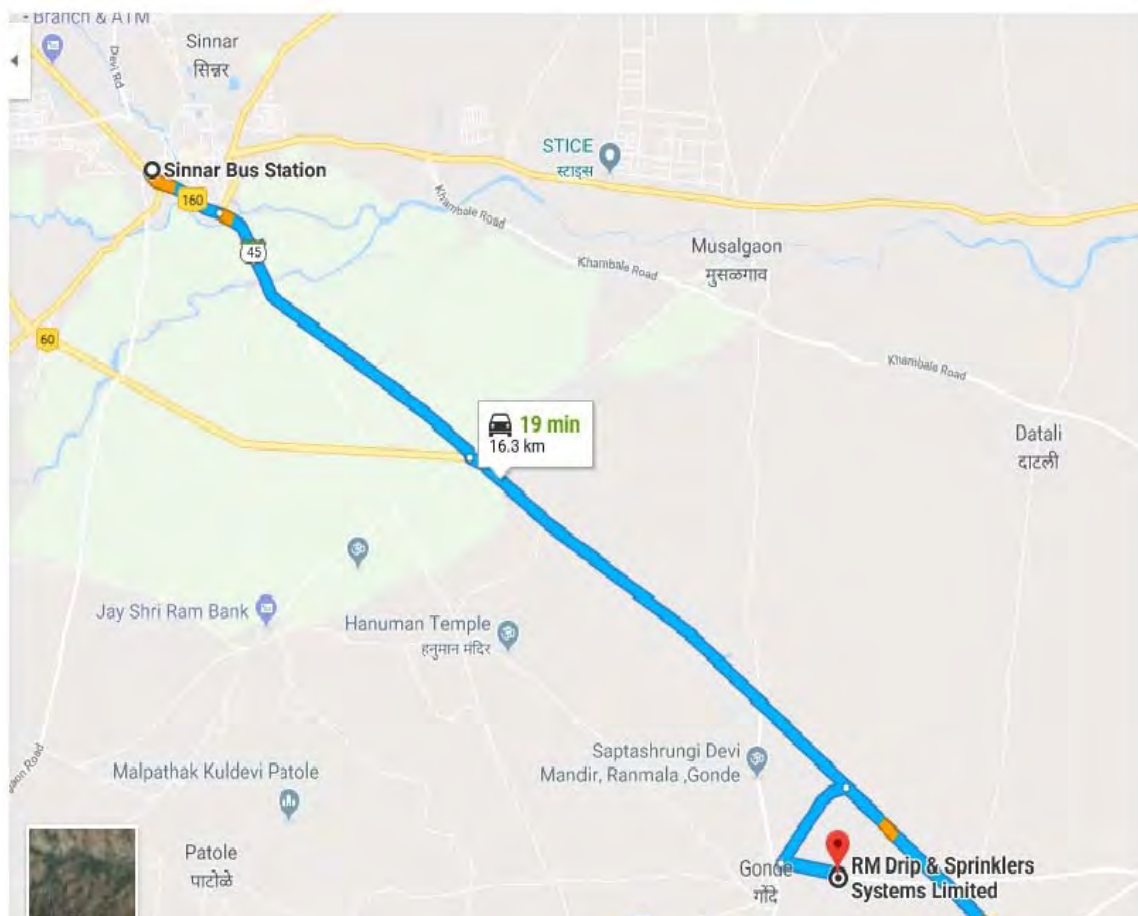 Branch & ATM
Sinnar
सिन्नर
Devi Rd
STICE
स्टाइस
Sinnar Bus Station
160
Khambale Road
45
Musalgaon
मुसळगाव
Khambale Road
60
Khambale Road
19 min
16.3 km
Datali
दाटली
Jay Shri Ram Bank
Hanuman Temple
हनुमान मंदिर
Saptashrungi Devi
Mandir, Ranmala ,Gonde
Malpathak Kuldevi Patole
Patole
पाटोळे
Gonde
गोंदे
RM Drip & Sprinklers
Systems Limited